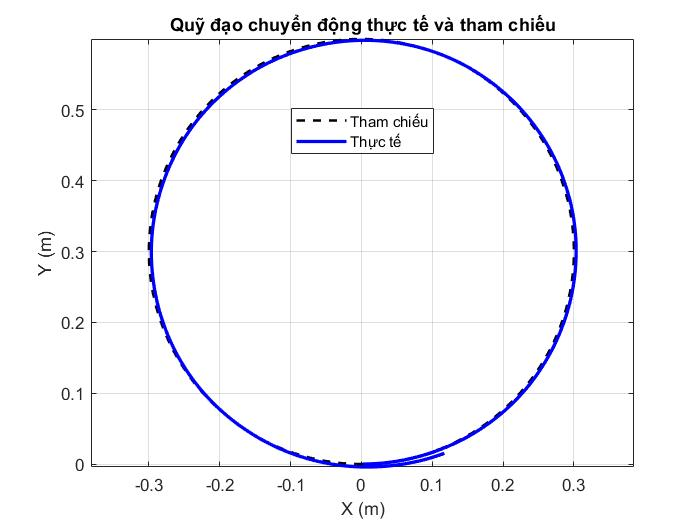 Quỹ đạo chuyển động thực tế và tham chiếu
Tham chiếu
Thực tế
Y (m)
0.5
0.4
0.3
0.2
0.1
0
-0.3 -0.2 -0.1 0 0.1 0.2 0.3
X (m)